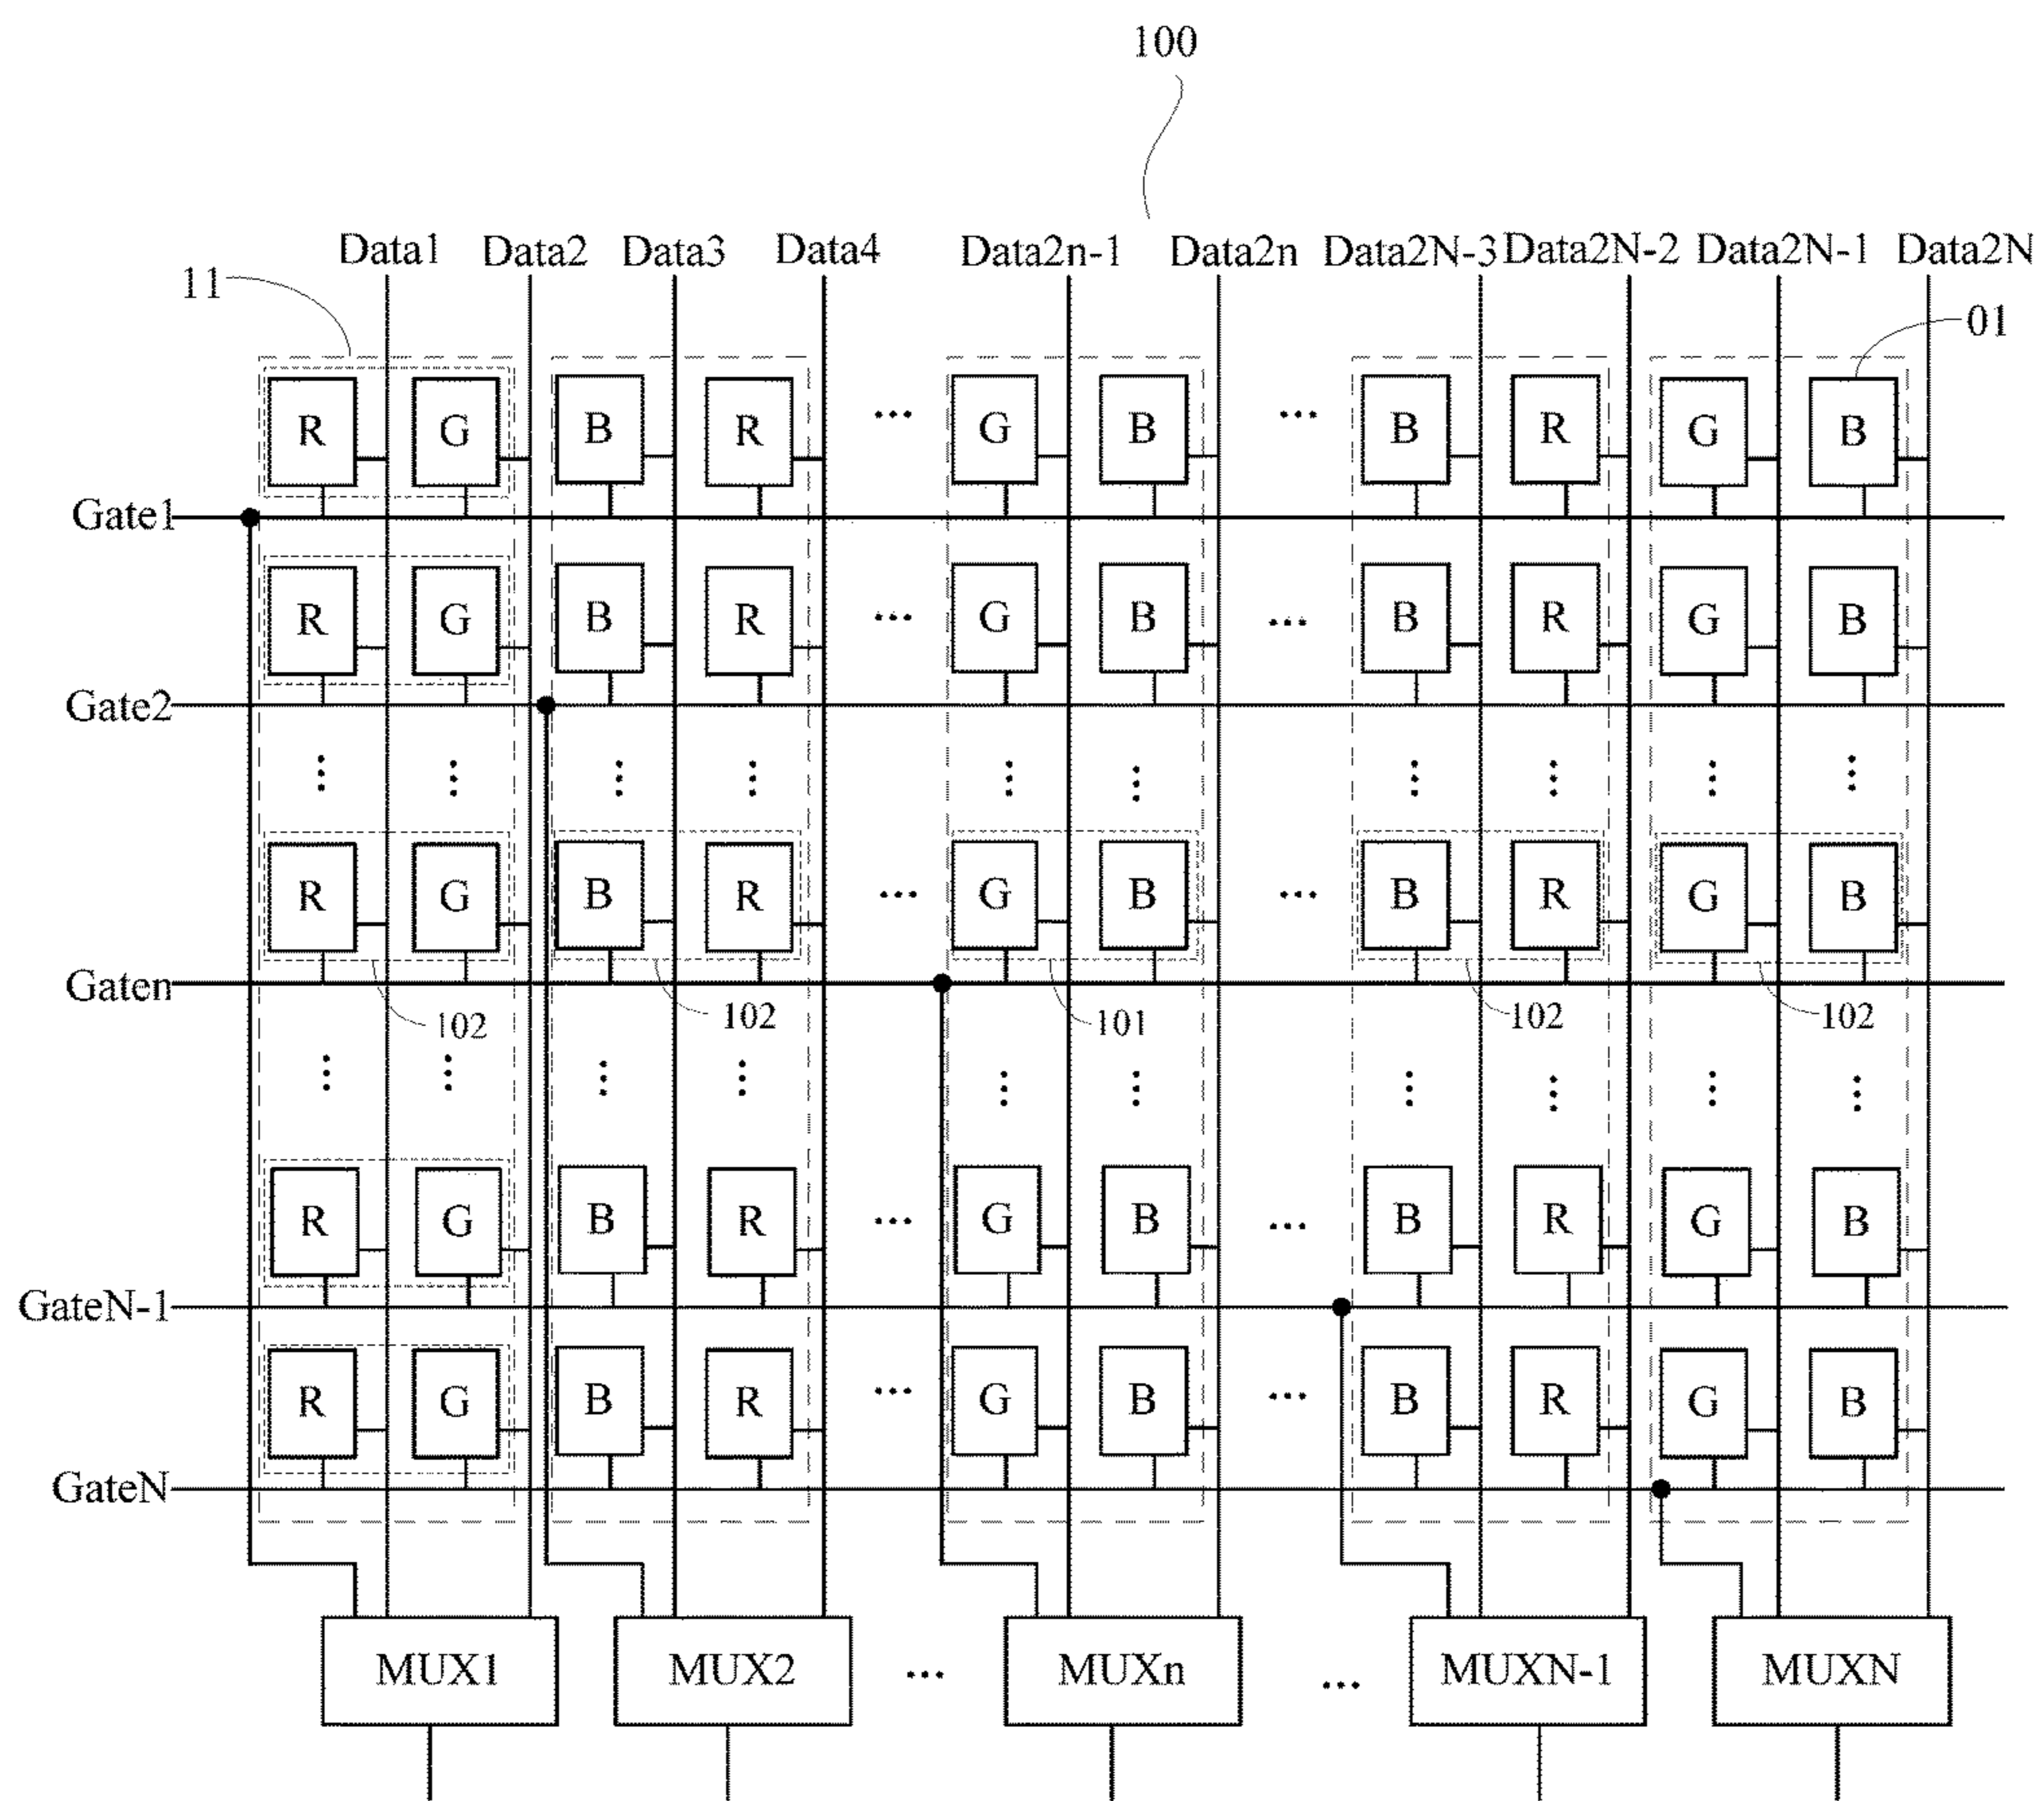 100
Data1 Data2 Data3 Data4 Data2n-1 Data2n Data2N-3 Data2N-2 Data2N-1 Data2N
11
01
R G B R ... G B ... B R G B
Gate1
R G B R ... G B ... B R G B
Gate2
R G B R ... G B ... B R G B
Gaten
102 102 101 102 102
R G B R ... G B ... B R G B
GateN-1
R G B R ... G B ... B R G B
GateN
MUX1 MUX2 ... MUXn ... MUXN-1 MUXN